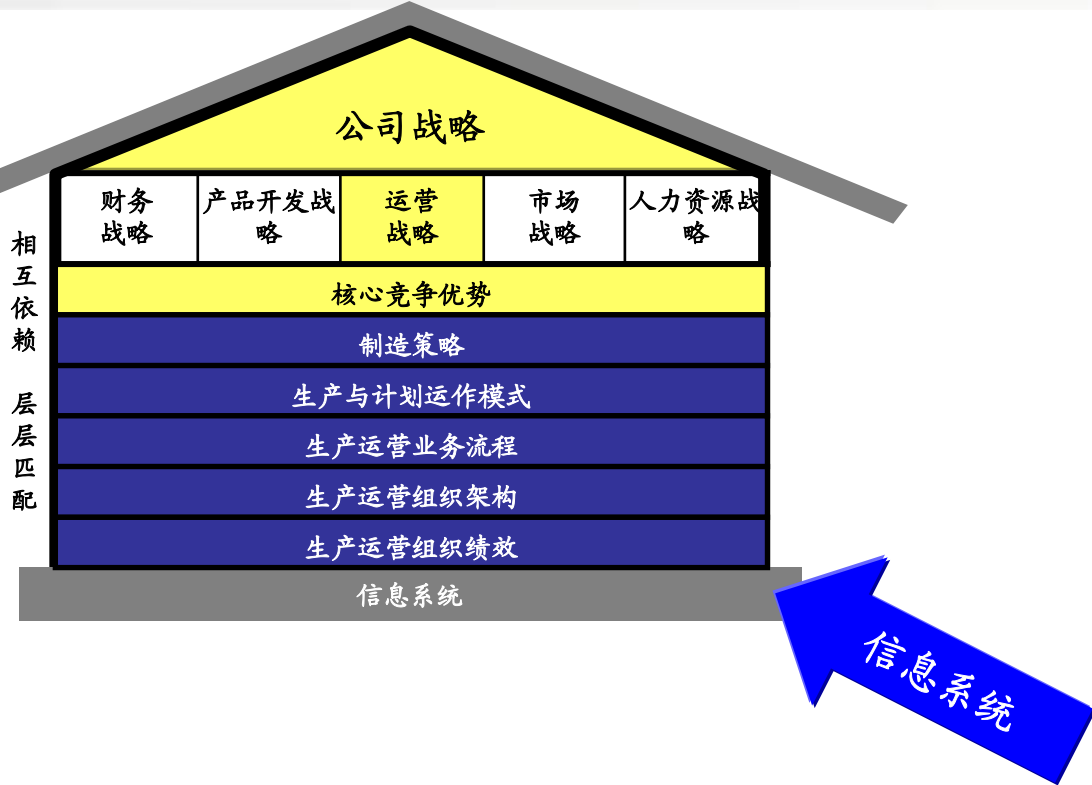 公司战略
财务
战略
产品开发战
略
运营
战略
市场
战略
人力资源战
略
相互依赖 层层匹配
核心竞争优势
制造策略
生产与计划运作模式
生产运营业务流程
生产运营组织架构
生产运营组织绩效
信息系统
信息系统